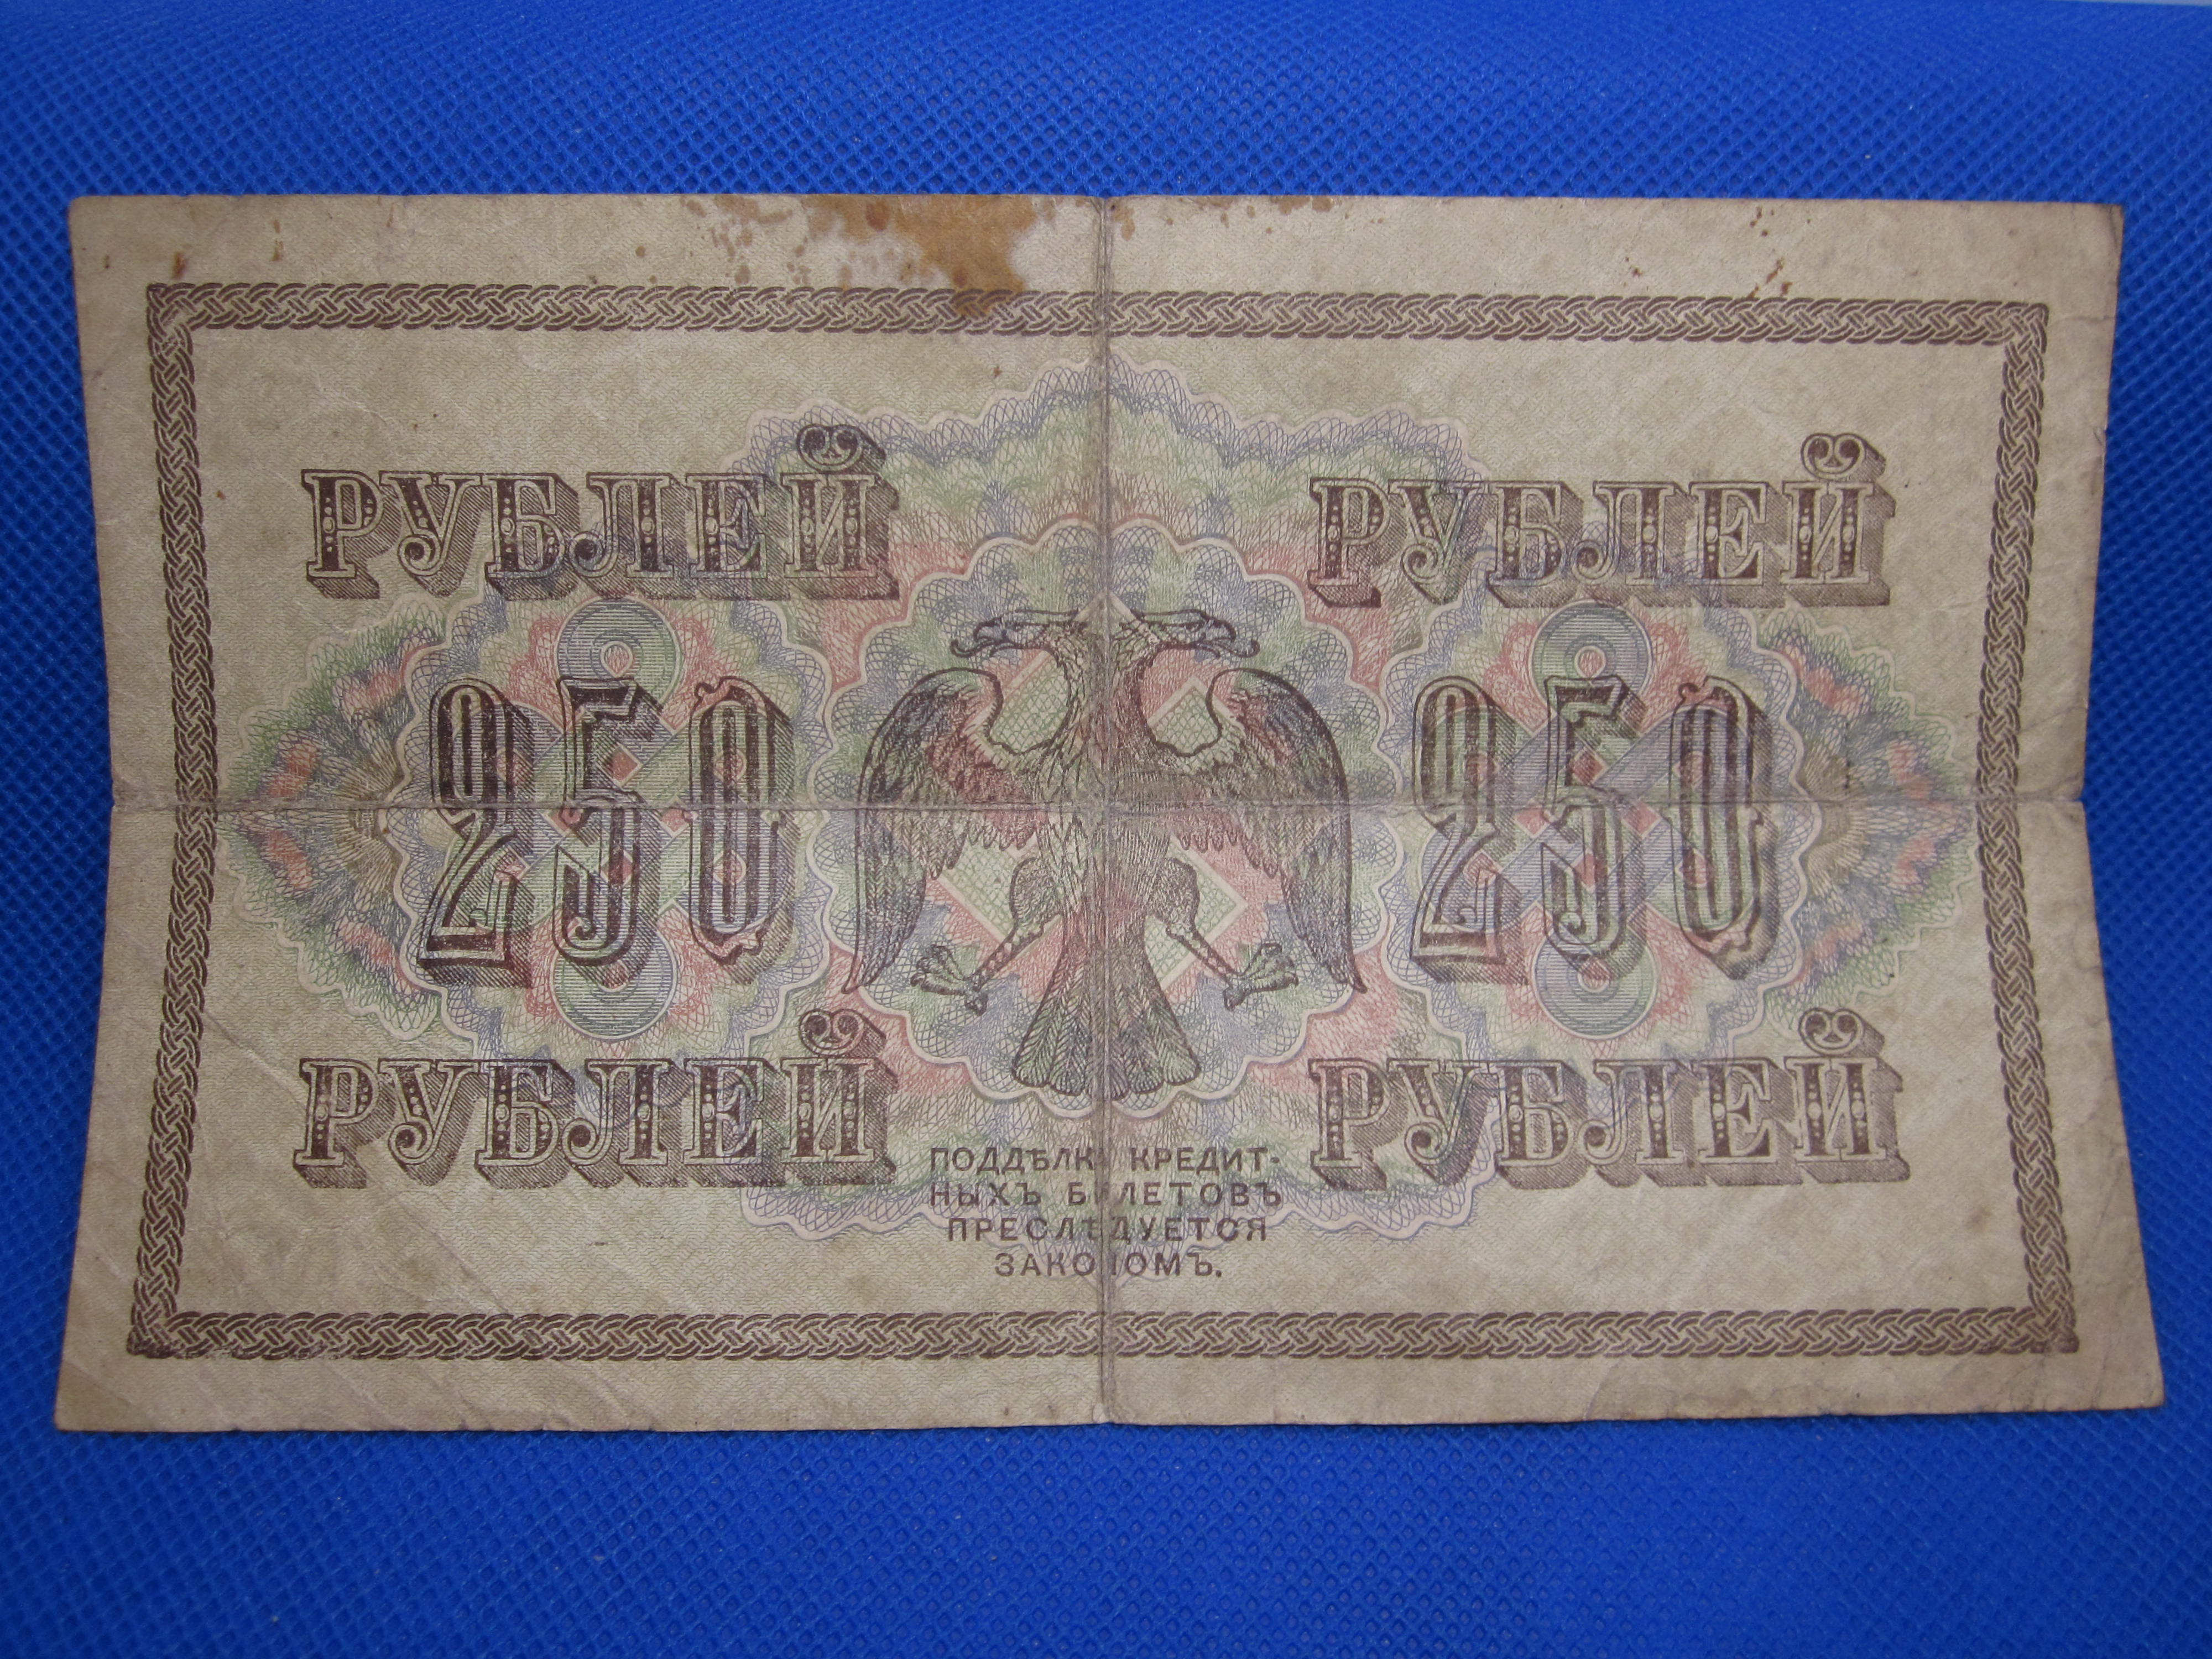 РУБЛЕЙ РУБЛЕЙ
250 250
РУБЛЕЙ РУБЛЕЙ
ПОДДѢЛКА КРЕДИТ-
НЫХЪ БИЛЕТОВЪ
ПРЕСЛѢДУЕТСЯ
ЗАКОНОМЪ.